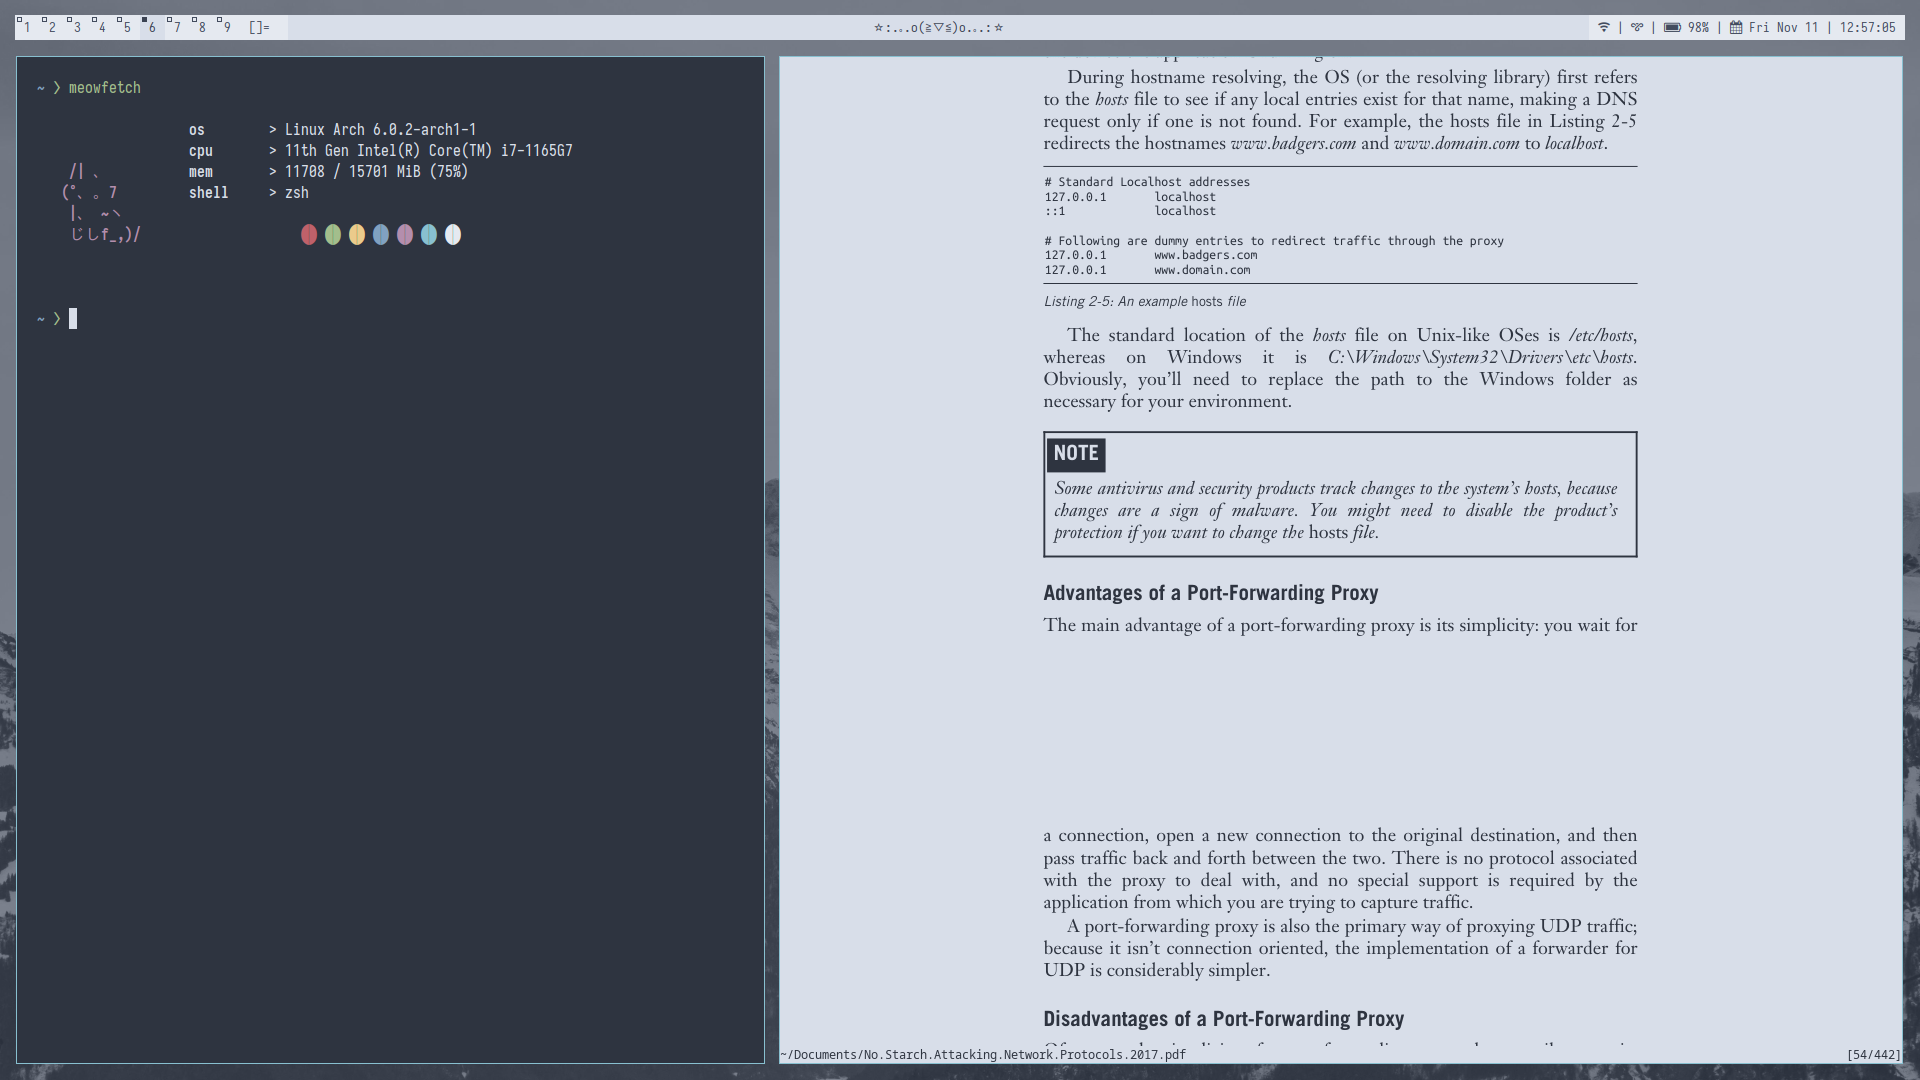 1 2 3 4 5 6 7 8 9 []=
☆:.｡.o(≧▽≦)o.｡.:☆
| | 98% | Fri Nov 11 | 12:57:05
~ ❯ meowfetch
os > Linux Arch 6.0.2-arch1-1
cpu > 11th Gen Intel(R) Core(TM) i7-1165G7
mem > 11708 / 15701 MiB (75%)
shell > zsh
/| 、
(°、 。7
|、 ~ヽ
じしf_,)/
~ ❯
During hostname resolving, the OS (or the resolving library) first refers
to the hosts file to see if any local entries exist for that name, making a DNS
request only if one is not found. For example, the hosts file in Listing 2-5
redirects the hostnames www.badgers.com and www.domain.com to localhost.
# Standard Localhost addresses
127.0.0.1 localhost
::1 localhost
# Following are dummy entries to redirect traffic through the proxy
127.0.0.1 www.badgers.com
127.0.0.1 www.domain.com
Listing 2-5: An example hosts file
The standard location of the hosts file on Unix-like OSes is /etc/hosts,
whereas on Windows it is C:\Windows\System32\Drivers\etc\hosts.
Obviously, you’ll need to replace the path to the Windows folder as
necessary for your environment.
NOTE
Some antivirus and security products track changes to the system’s hosts, because
changes are a sign of malware. You might need to disable the product’s
protection if you want to change the hosts file.
Advantages of a Port-Forwarding Proxy
The main advantage of a port-forwarding proxy is its simplicity: you wait for
a connection, open a new connection to the original destination, and then
pass traffic back and forth between the two. There is no protocol associated
with the proxy to deal with, and no special support is required by the
application from which you are trying to capture traffic.
A port-forwarding proxy is also the primary way of proxying UDP traffic;
because it isn’t connection oriented, the implementation of a forwarder for
UDP is considerably simpler.
Disadvantages of a Port-Forwarding Proxy
~/Documents/No.Starch.Attacking.Network.Protocols.2017.pdf [54/442]